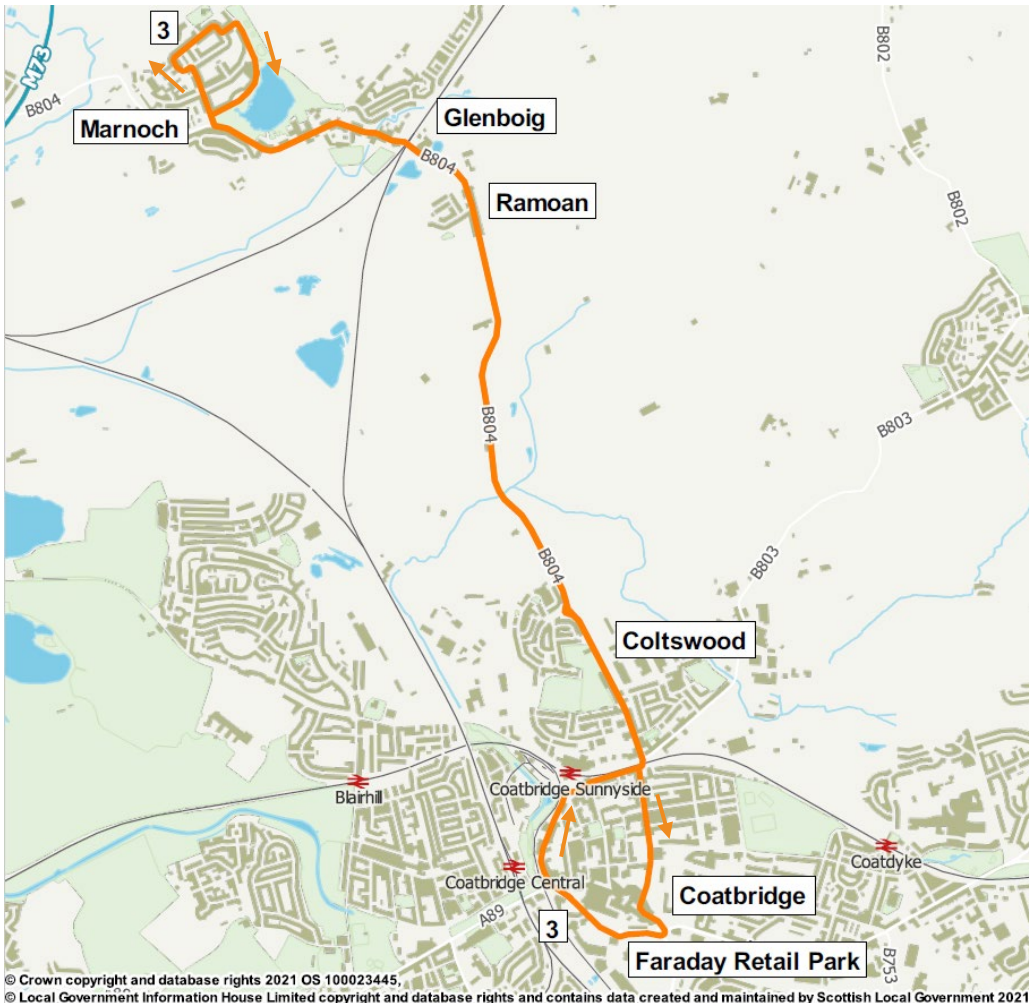 3
M73
B804
Marnoch
Glenboig
B804
Ramoan
B802
B802
B804
B803
B804
B803
Coltswood
Blairhill
Coatbridge Sunnyside
Coatbridge Central
Coatdyke
Coatbridge
A89
3
Faraday Retail Park
B753
© Crown copyright and database rights 2021 OS 100023445,
© Local Government Information House Limited copyright and database rights and contains data created and maintained by Scottish Local Government 2021